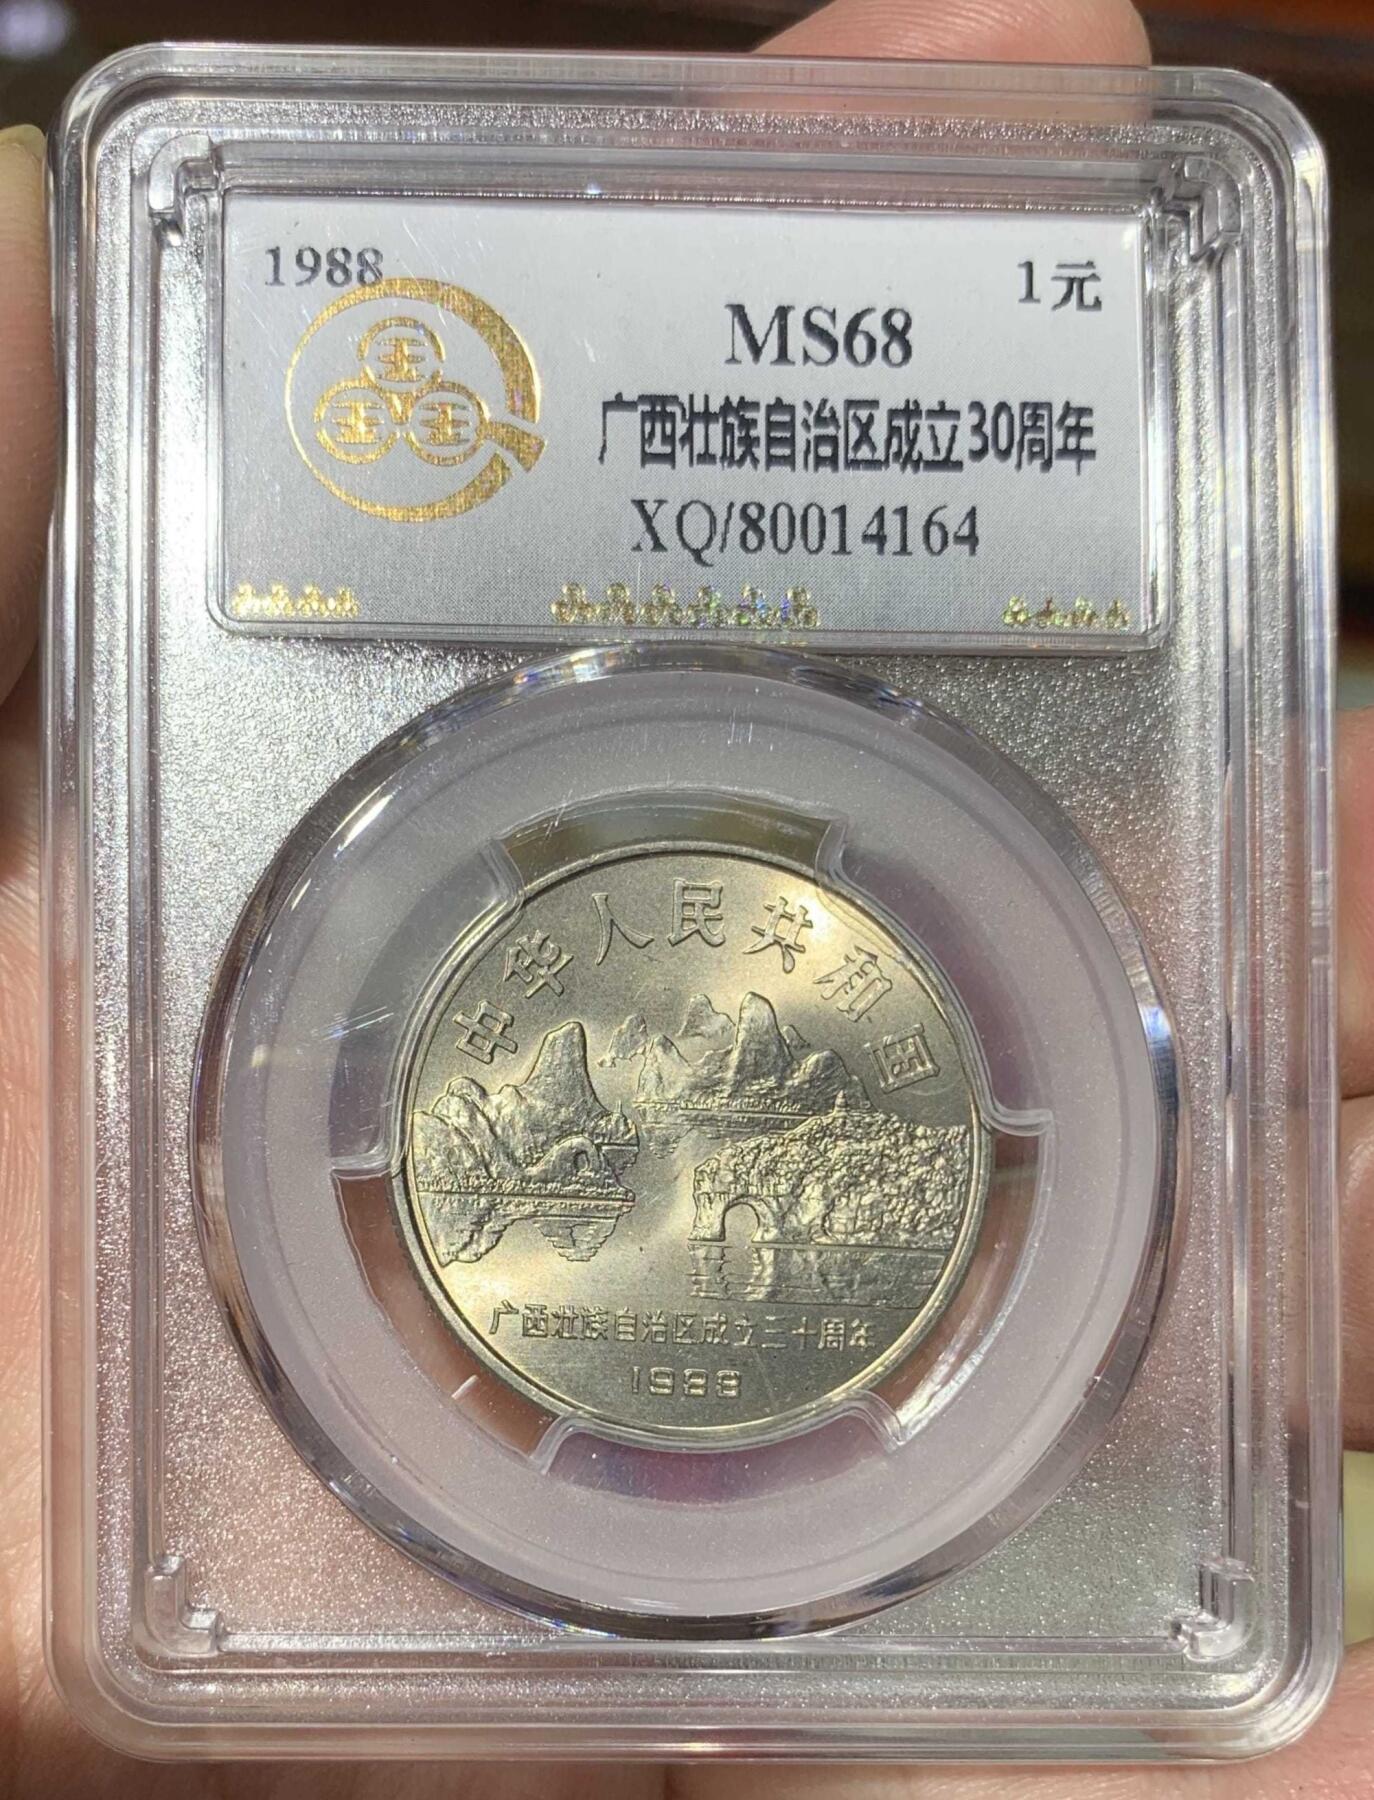 1988
1元
MS68
广西壮族自治区成立30周年
XQ/80014164
中华人民共和国
广西壮族自治区成立三十周年
1988